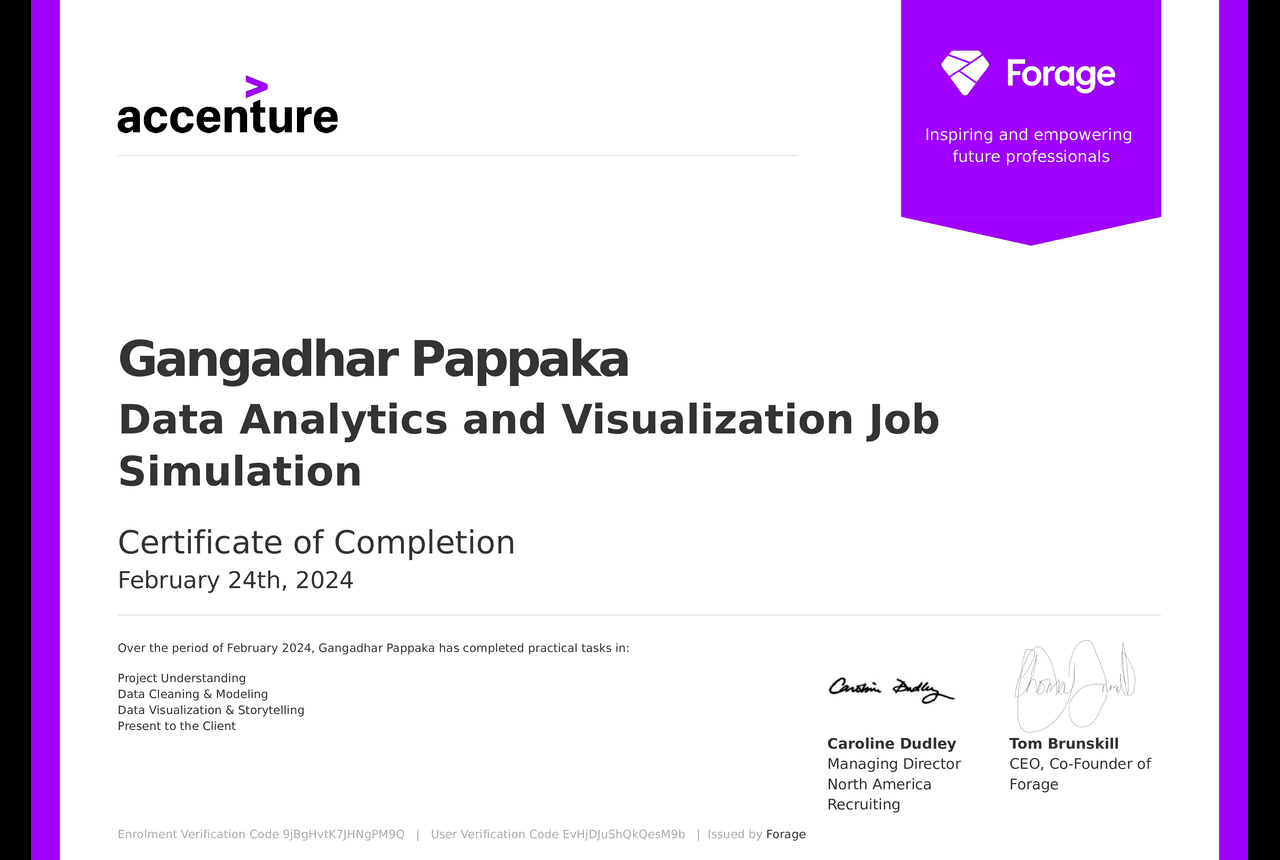 accenture
Forage
Inspiring and empowering
future professionals
Gangadhar Pappaka
Data Analytics and Visualization Job
Simulation
Certificate of Completion
February 24th, 2024
Over the period of February 2024, Gangadhar Pappaka has completed practical tasks in:
Project Understanding
Data Cleaning & Modeling
Data Visualization & Storytelling
Present to the Client
Caroline Dudley
Caroline Dudley
Managing Director
North America
Recruiting
Tom Brunskill
CEO, Co-Founder of
Forage
Enrolment Verification Code 9jBgHvtK7JHNgPM9Q | User Verification Code EvHjDJuShQkQesM9b | Issued by Forage